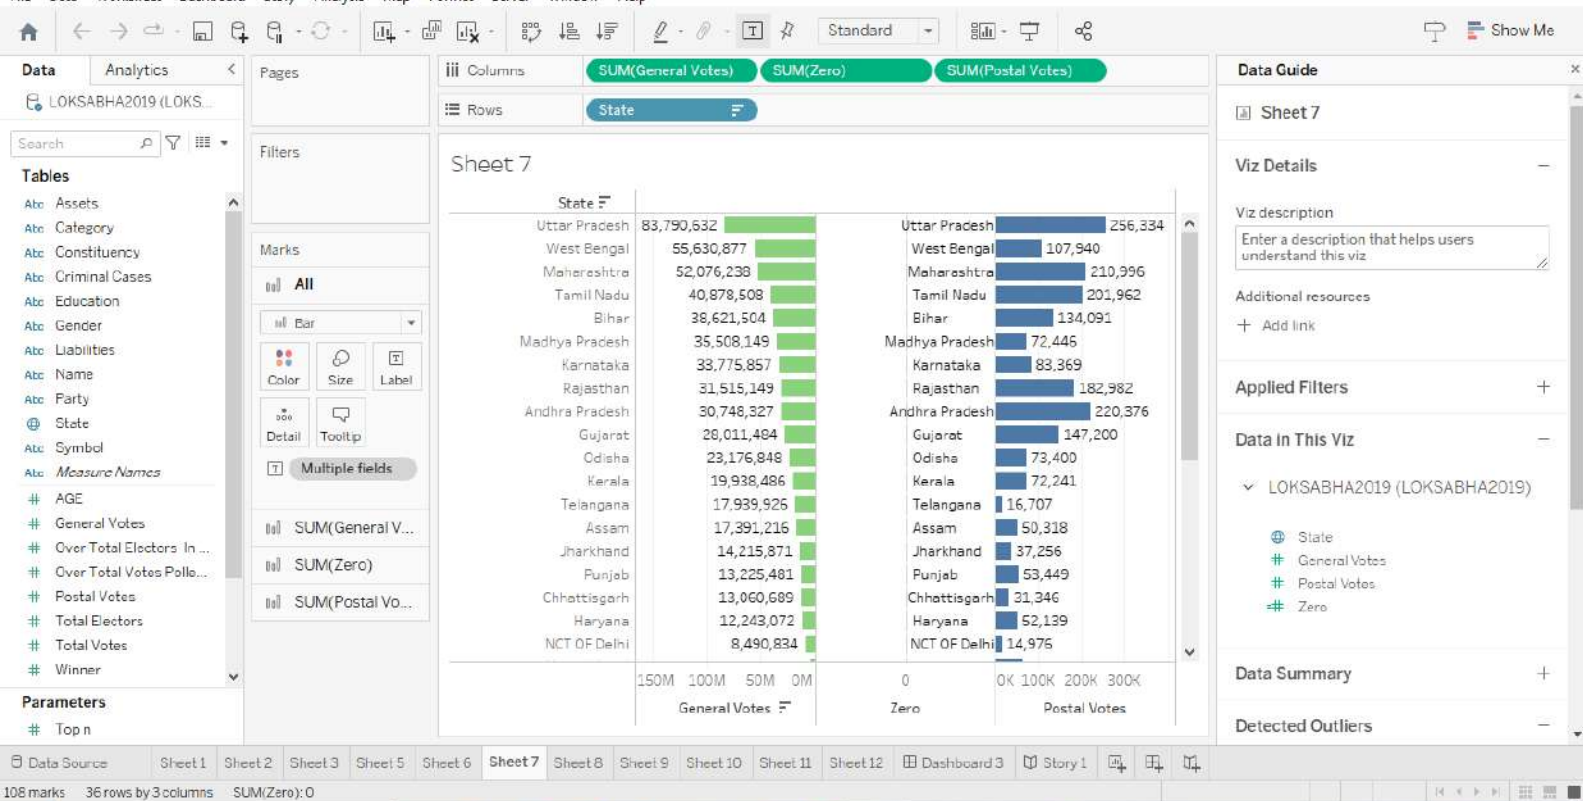 Standard
Show Me
Data
Analytics
LOKSABHA2019 (LOKS...
Search
Tables
Abc Assets
Abc Category
Abc Constituency
Abc Criminal Cases
Abc Education
Abc Gender
Abc Liabilities
Abc Name
Abc Party
State
Abc Symbol
Abc Measure Names
# AGE
# General Votes
# Over Total Electors In ...
# Over Total Votes Polle...
# Postal Votes
# Total Electors
# Total Votes
# Winner
Parameters
# Top n
Pages
Filters
Marks
All
Bar
Color Size Label
Detail Tooltip
Multiple fields
SUM(General V...
SUM(Zero)
SUM(Postal Vo...
Columns SUM(General Votes) SUM(Zero) SUM(Postal Votes)
Rows State
Sheet 7
State
Uttar Pradesh 83,790,632 Uttar Pradesh 256,334
West Bengal 55,630,877 West Bengal 107,940
Maharashtra 52,076,238 Maharashtra 210,996
Tamil Nadu 40,878,508 Tamil Nadu 201,962
Bihar 38,621,504 Bihar 134,091
Madhya Pradesh 35,508,149 Madhya Pradesh 72,446
Karnataka 33,775,857 Karnataka 83,369
Rajasthan 31,515,149 Rajasthan 182,982
Andhra Pradesh 30,748,327 Andhra Pradesh 220,376
Gujarat 28,011,484 Gujarat 147,200
Odisha 23,176,848 Odisha 73,400
Kerala 19,938,486 Kerala 72,241
Telangana 17,939,926 Telangana 16,707
Assam 17,391,216 Assam 50,318
Jharkhand 14,215,871 Jharkhand 37,256
Punjab 13,225,481 Punjab 53,449
Chhattisgarh 13,060,689 Chhattisgarh 31,346
Haryana 12,243,072 Haryana 52,139
NCT OF Delhi 8,490,834 NCT OF Delhi 14,976
150M 100M 50M 0M 0 0K 100K 200K 300K
General Votes Zero Postal Votes
Data Guide
Sheet 7
Viz Details
Viz description
Enter a description that helps users
understand this viz
Additional resources
+ Add link
Applied Filters
Data in This Viz
LOKSABHA2019 (LOKSABHA2019)
State
# General Votes
# Postal Votes
=# Zero
Data Summary
Detected Outliers
Data Source Sheet 1 Sheet 2 Sheet 3 Sheet 5 Sheet 6 Sheet 7 Sheet 8 Sheet 9 Sheet 10 Sheet 11 Sheet 12 Dashboard 3 Story 1
108 marks 36 rows by 3 columns SUM(Zero): 0